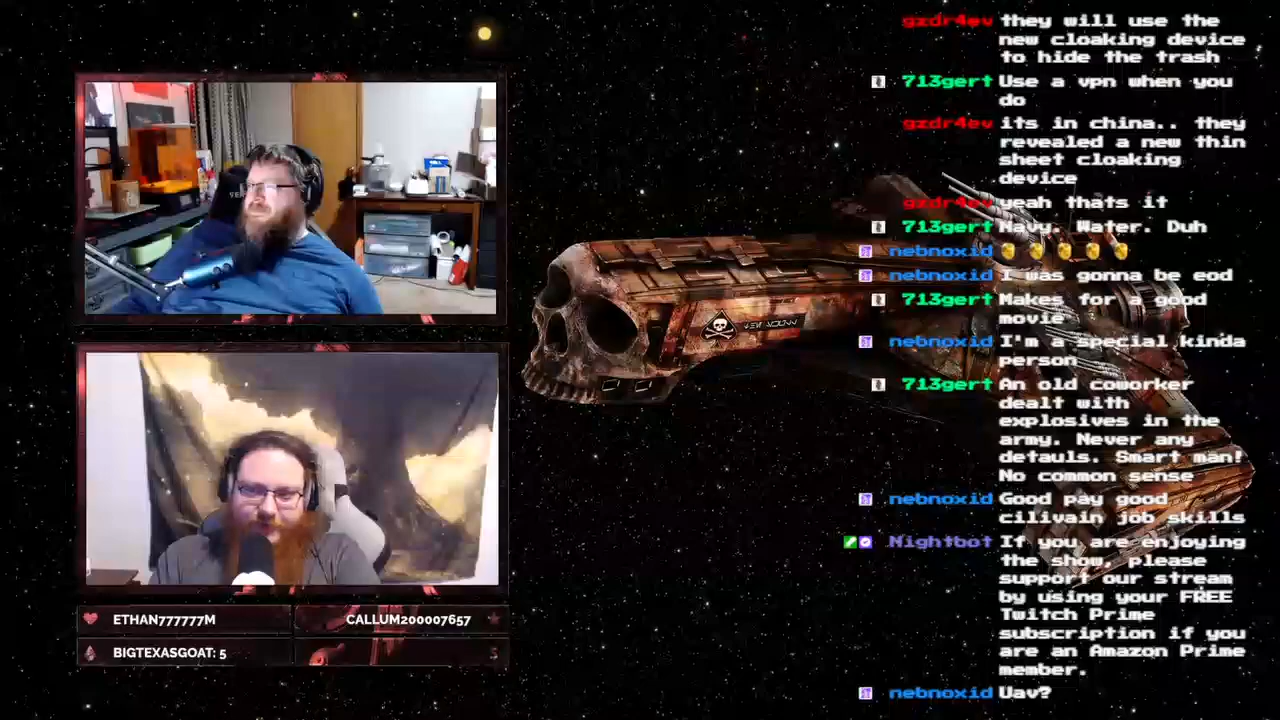 gzdr4ev they will use the
new cloaking device
to hide the trash
713gert Use a vpn when you
do
gzdr4ev its in china.. they
revealed a new thin
sheet cloaking
device
gzdr4ev yeah thats it
713gert Navy. Water. Duh
nebnoxid
nebnoxid I was gonna be eod
713gert Makes for a good
movie
nebnoxid I'm a special kinda
person
713gert An old coworker
dealt with
explosives in the
army. Never any
detauls. Smart man!
No common sense
nebnoxid Good pay good
cilivain job skills
Nightbot If you are enjoying
the show, please
support our stream
by using your FREE
Twitch Prime
subscription if you
are an Amazon Prime
member.
nebnoxid Uav?
ETHAN777777M
CALLUM200007657
BIGTEXASGOAT: 5
5